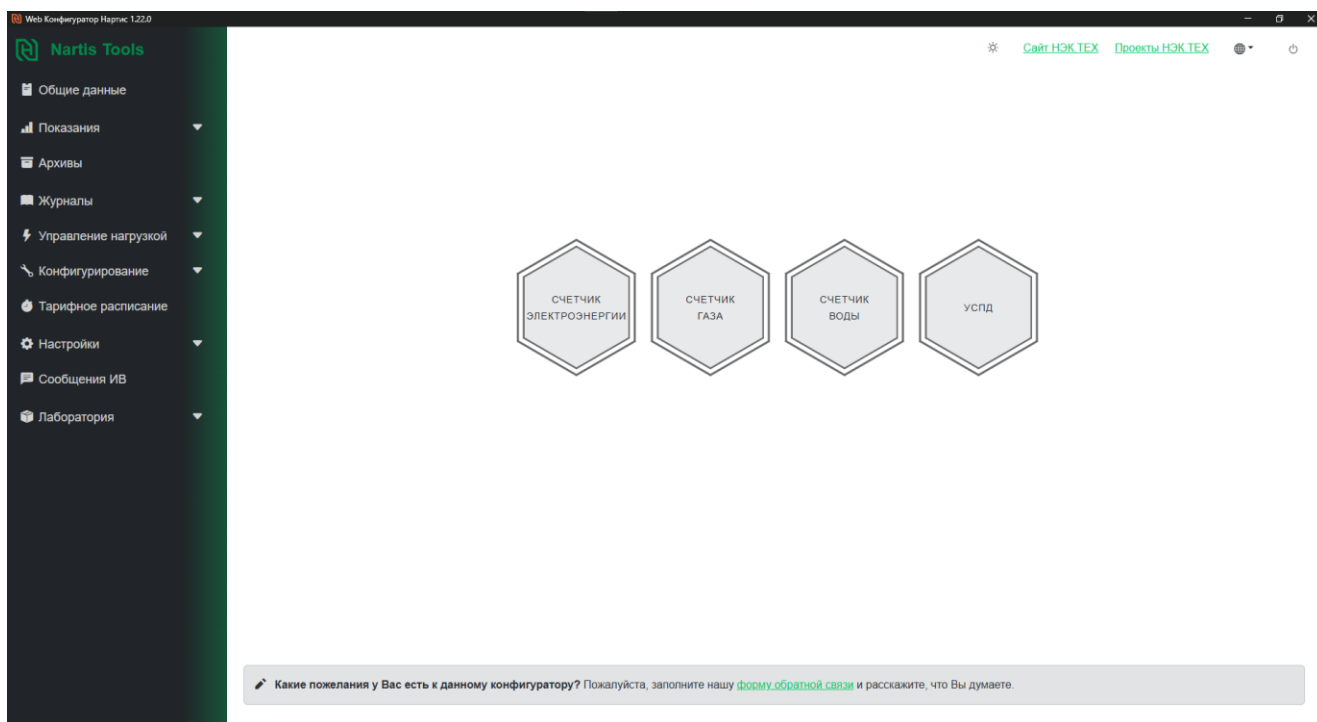 Web Конфигуратор Нартис 1.22.0
Nartis Tools
Сайт НЭК ТЕХ Проекты НЭК ТЕХ
Общие данные
Показания
Архивы
Журналы
Управление нагрузкой
Конфигурирование
Тарифное расписание
Настройки
Сообщения ИВ
Лаборатория
СЧЕТЧИК
ЭЛЕКТРОЭНЕРГИИ
СЧЕТЧИК
ГАЗА
СЧЕТЧИК
ВОДЫ
УСПД
Какие пожелания у Вас есть к данному конфигуратору? Пожалуйста, заполните нашу форму обратной связи и расскажите, что Вы думаете.